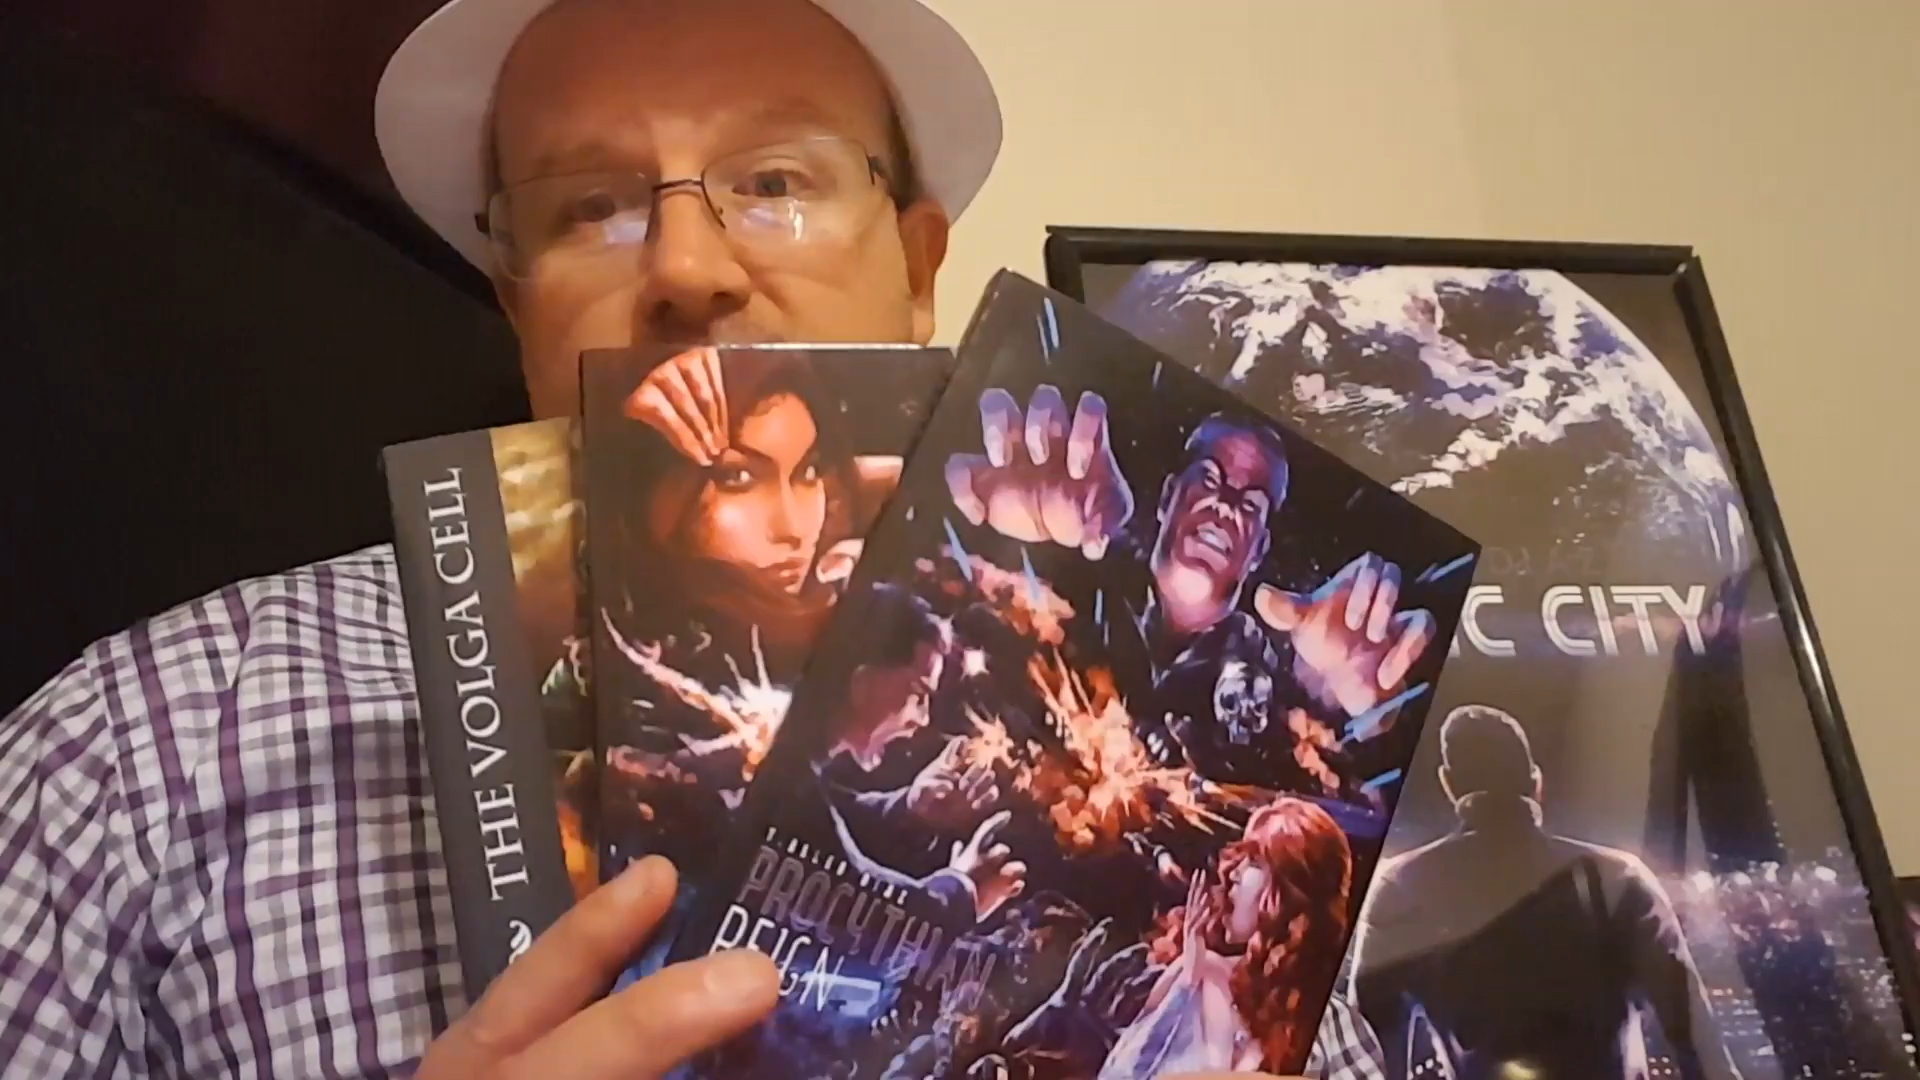 THE VOLGA CELL
PROCYTHIAN
REIGN
C CITY